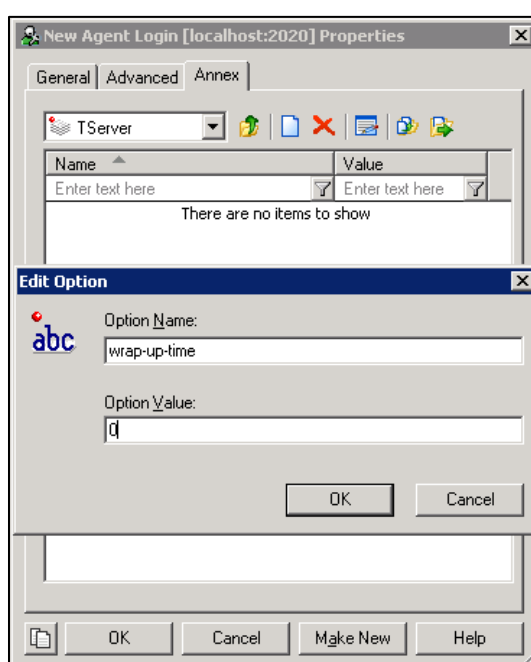 New Agent Login [localhost:2020] Properties
General Advanced Annex
TServer
Name Value
Enter text here Enter text here
There are no items to show
Edit Option
abc
Option Name:
wrap-up-time
Option Value:
0
OK Cancel
OK Cancel Make New Help